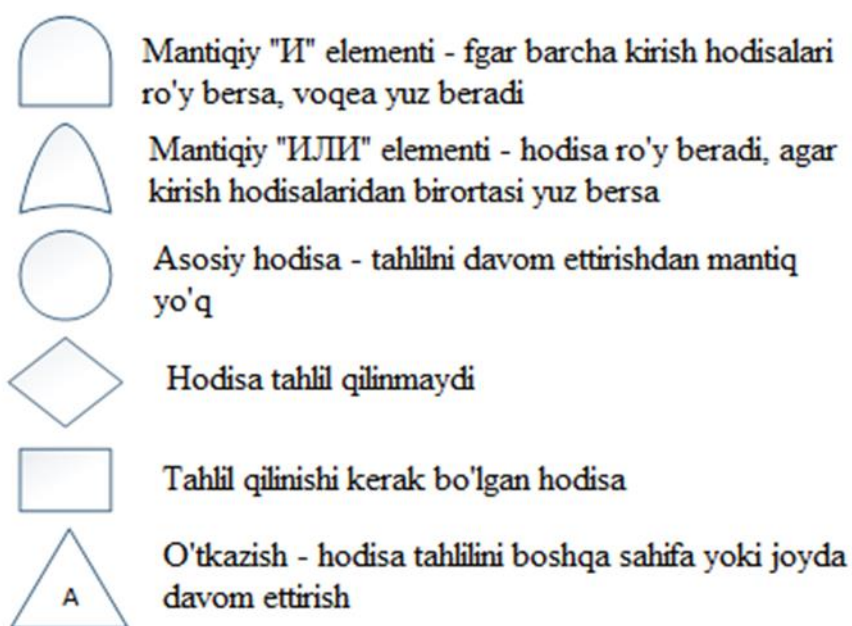 Mantiqiy "И" elementi - fgar barcha kirish hodisalari
ro'y bersa, voqea yuz beradi
Mantiqiy "ИЛИ" elementi - hodisa ro'y beradi, agar
kirish hodisalaridan birortasi yuz bersa
Asosiy hodisa - tahlilni davom ettirishdan mantiq
yo'q
Hodisa tahlil qilinmaydi
Tahlil qilinishi kerak bo'lgan hodisa
O'tkazish - hodisa tahlilini boshqa sahifa yoki joyda
davom ettirish
A